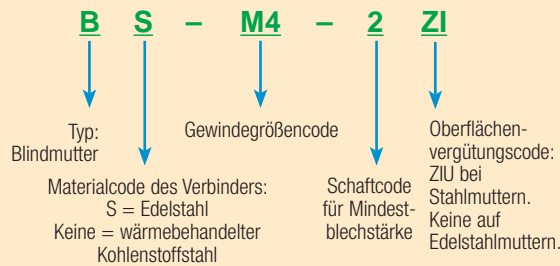 B S – M4 – 2 ZI
Typ:
Blindmutter
Materialcode des Verbinders:
S = Edelstahl
Keine = wärmebehandelter
Kohlenstoffstahl
Gewindegrößencode
Schaftcode
für Mindest-
blechstärke
Oberflächen-
vergütungscode:
ZIU bei
Stahlmuttern.
Keine auf
Edelstahlmuttern.